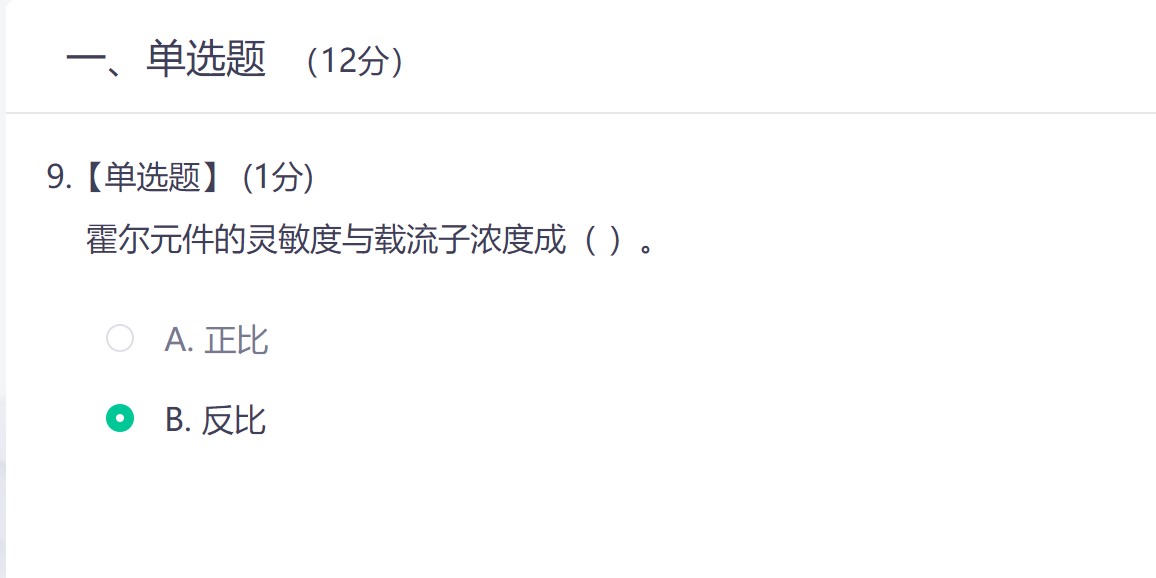 一、单选题 （12分）
9.【单选题】 (1分)
霍尔元件的灵敏度与载流子浓度成（ ）。
A. 正比
B. 反比